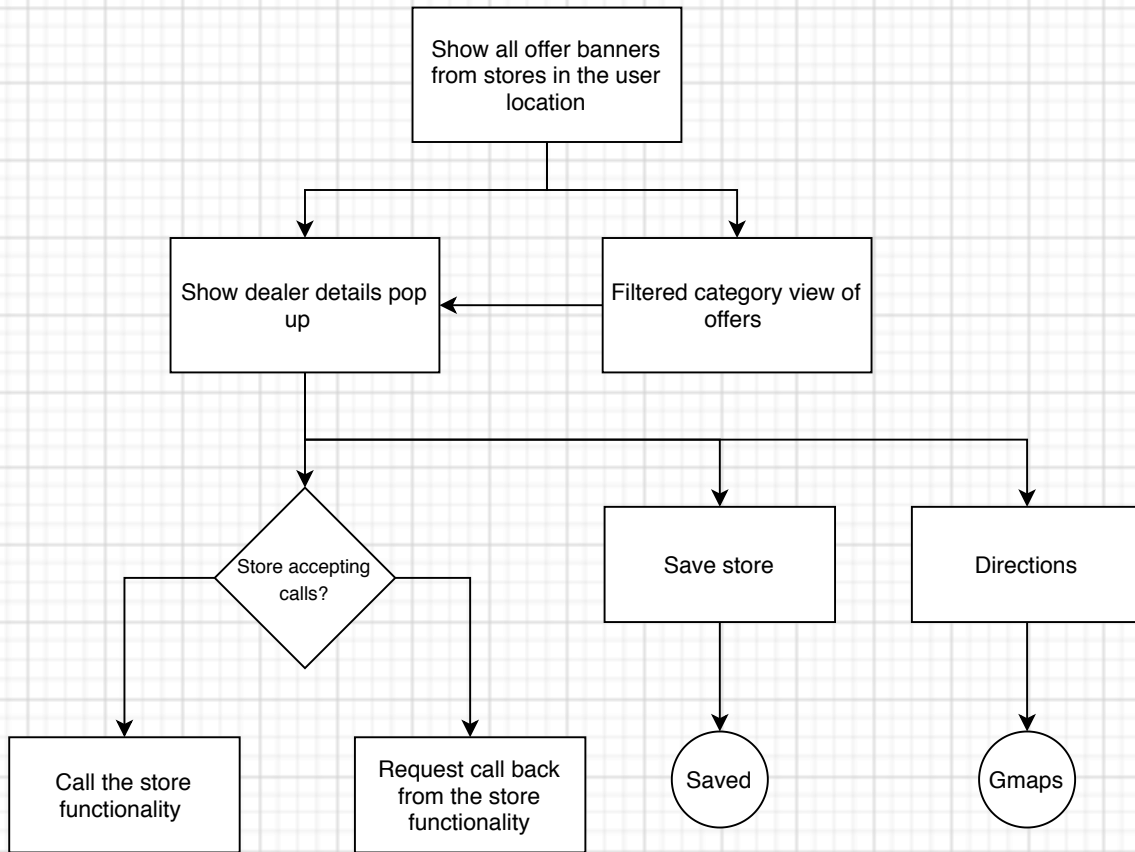 Show all offer banners
from stores in the user
location
Show dealer details pop
up
Filtered category view of
offers
Store accepting
calls?
Save store
Directions
Call the store
functionality
Request call back
from the store
functionality
Saved
Gmaps